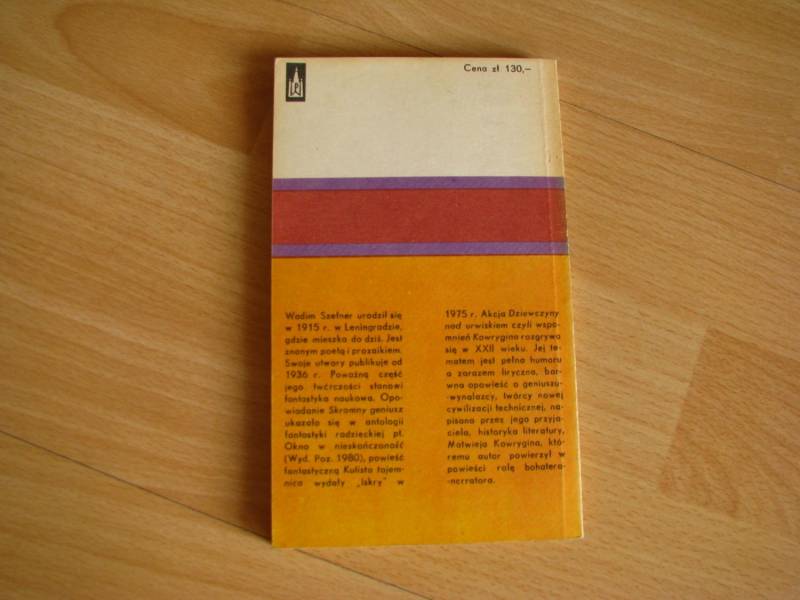 Cena zł 130,—
Wadim Szefner urodził się
w 1915 r. w Leningradzie,
gdzie mieszka do dziś. Jest
znanym poetą i prozaikiem.
Swoje utwory publikuje od
1936 r. Poważną część
jego twórczości stanowi
fantastyka naukowa. Opo-
wiadanie Skromny geniusz
ukazało się w antologii
fantastyki radzieckiej pt.
Okno w nieskończoność
(Wyd. Poz. 1980), powieść
fantastyczną Kulista tajem-
nica wydały „Iskry" w
1975 r. Akcja Dziewczyny
nad urwiskiem czyli wspo-
mnień Kowrygina rozgrywa
się w XXII wieku. Jej te-
matem jest pełna humoru
a zarazem liryczna, bar-
wna opowieść o geniuszu-
-wynalazcy, twórcy nowej
cywilizacji technicznej, na-
pisana przez jego przyja-
ciela, historyka literatury,
Matwieja Kowrygina, któ-
remu autor powierzył w
powieści rolę bohatera-
-narratora.